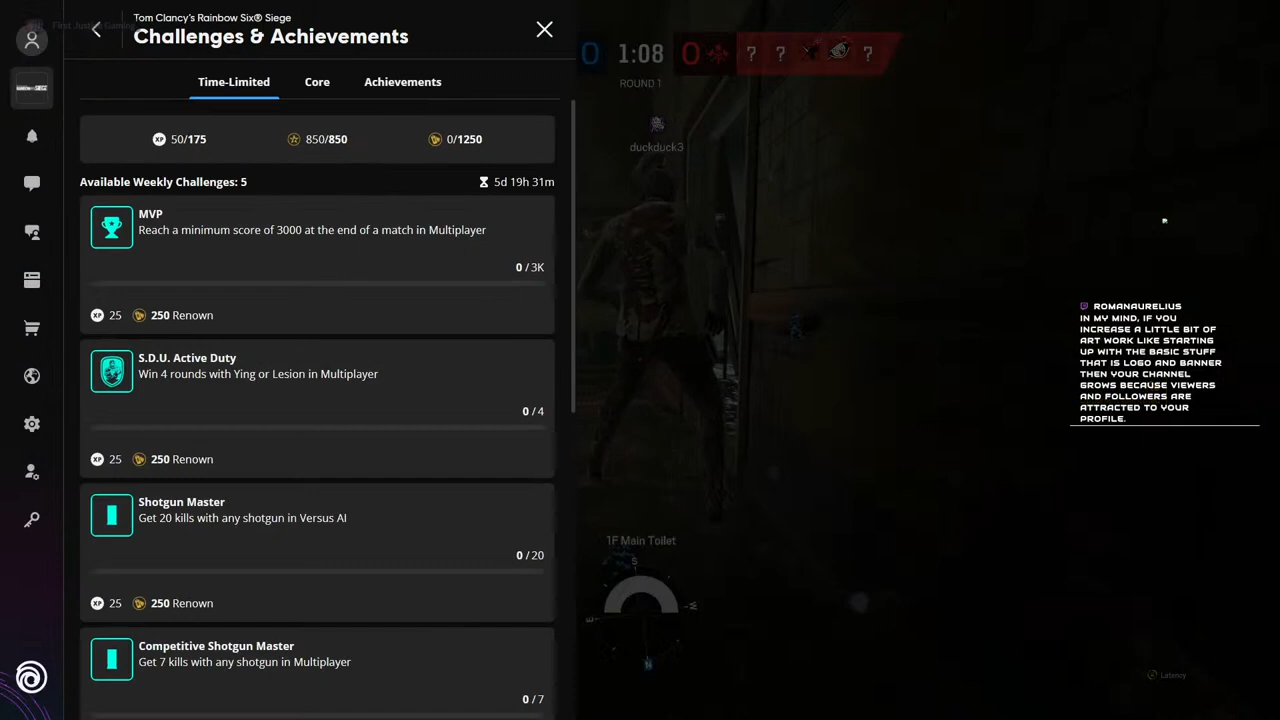 First Justice Gaming
Tom Clancy's Rainbow Six® Siege
Challenges & Achievements
Time-Limited
Core
Achievements
XP 50/175
850/850
0/1250
Available Weekly Challenges: 5
5d 19h 31m
MVP
Reach a minimum score of 3000 at the end of a match in Multiplayer
0 / 3K
XP 25 250 Renown
S.D.U. Active Duty
Win 4 rounds with Ying or Lesion in Multiplayer
0 / 4
XP 25 250 Renown
Shotgun Master
Get 20 kills with any shotgun in Versus AI
0 / 20
XP 25 250 Renown
Competitive Shotgun Master
Get 7 kills with any shotgun in Multiplayer
0 / 7
0 1:08 0 ? ? ?
ROUND 1
duckduck3
1F Main Toilet
S
W
E
N
ROMANAURELIUS
IN MY MIND, IF YOU
INCREASE A LITTLE BIT OF
ART WORK LIKE STARTING
UP WITH THE BASIC STUFF
THAT IS LOGO AND BANNER
THEN YOUR CHANNEL
GROWS BECAUSE VIEWERS
AND FOLLOWERS ARE
ATTRACTED TO YOUR
PROFILE.
Latency